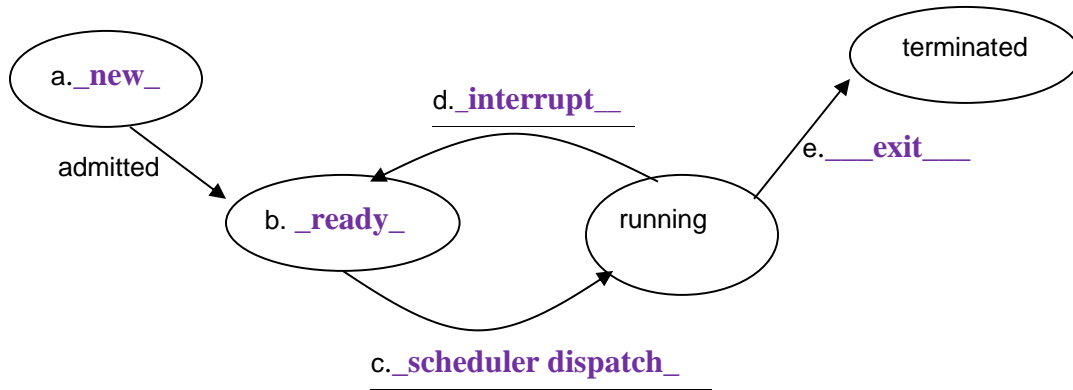 terminated
a._new_
d._interrupt__
e.___exit___
admitted
b. _ready_
running
c._scheduler dispatch_